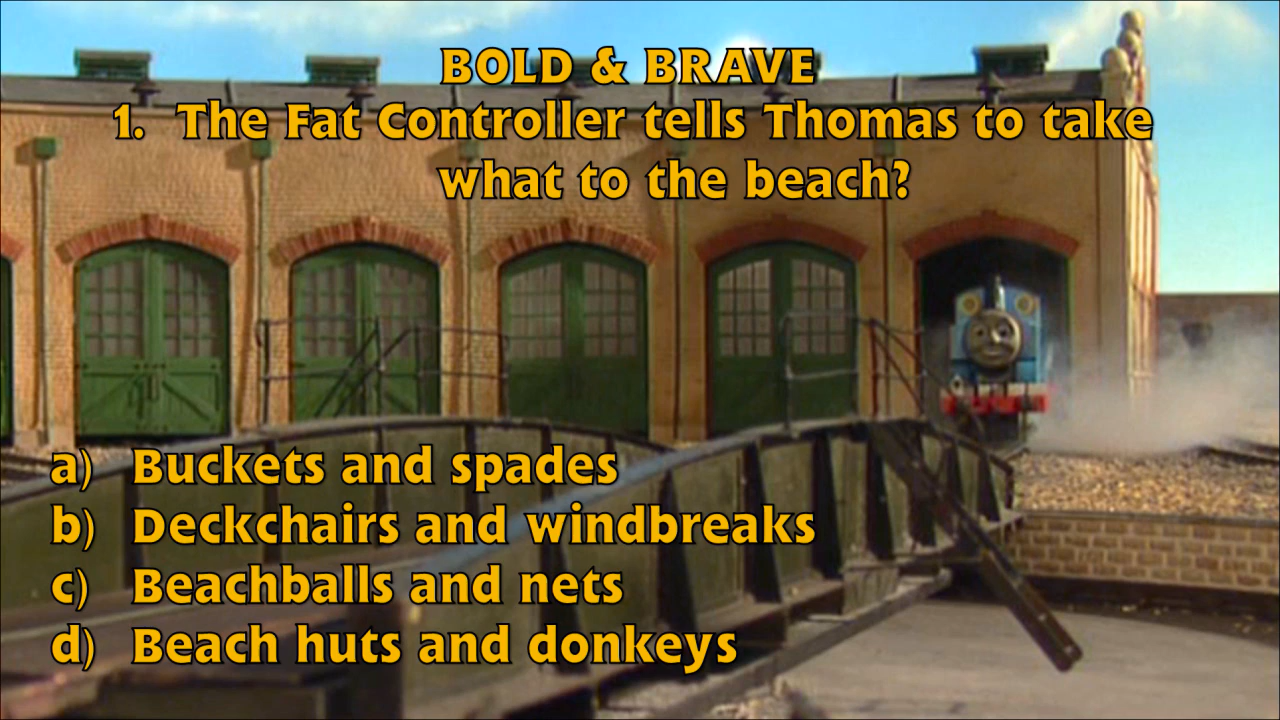 BOLD & BRAVE
1. The Fat Controller tells Thomas to take
what to the beach?
a) Buckets and spades
b) Deckchairs and windbreaks
c) Beachballs and nets
d) Beach huts and donkeys